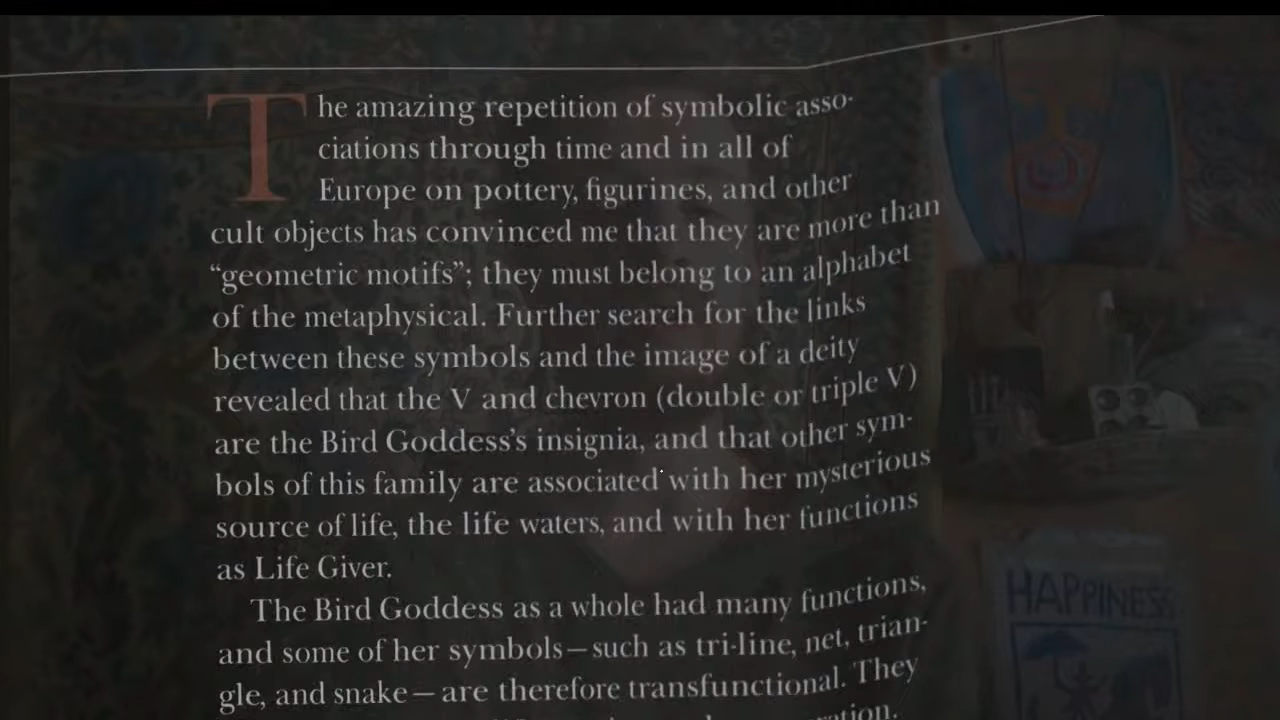 The amazing repetition of symbolic asso-
ciations through time and in all of
Europe on pottery, figurines, and other
cult objects has convinced me that they are more than
“geometric motifs”; they must belong to an alphabet
of the metaphysical. Further search for the links
between these symbols and the image of a deity
revealed that the V and chevron (double or triple V)
are the Bird Goddess’s insignia, and that other sym-
bols of this family are associated with her mysterious
source of life, the life waters, and with her functions
as Life Giver.
The Bird Goddess as a whole had many functions,
and some of her symbols—such as tri-line, net, trian-
gle, and snake—are therefore transfunctional. They
HAPPINESS